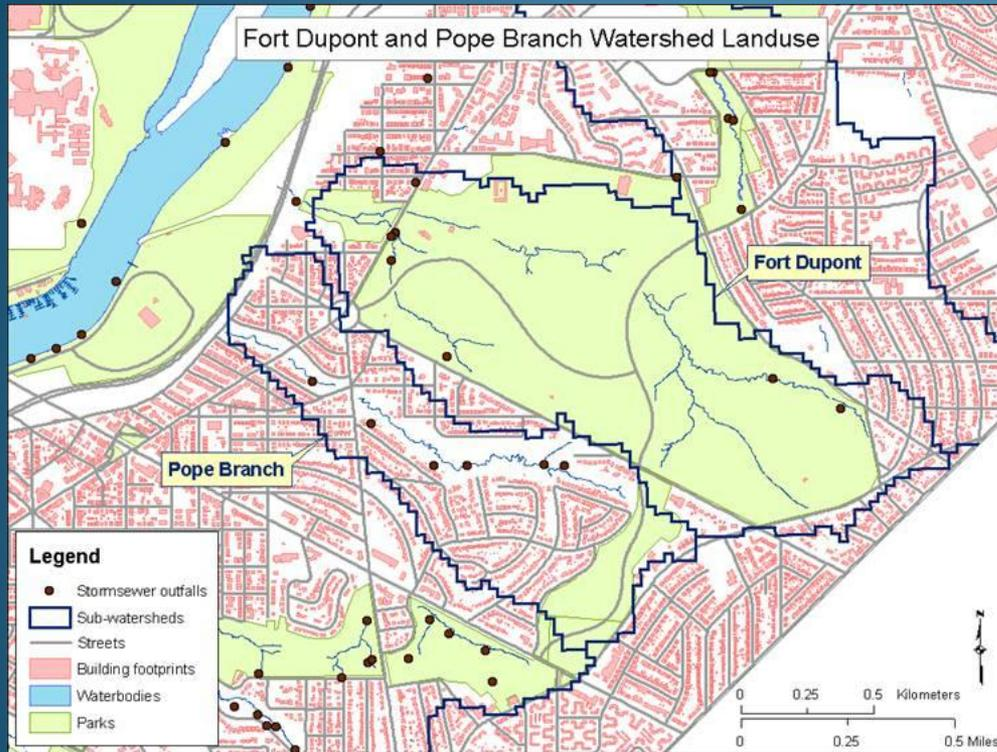 Fort Dupont and Pope Branch Watershed Landuse
Fort Dupont
Pope Branch
Legend
Stormsewer outfalls
Sub-watersheds
Streets
Building footprints
Waterbodies
Parks
N
0 0.25 0.5 Kilometers
0 0.25 0.5 Miles